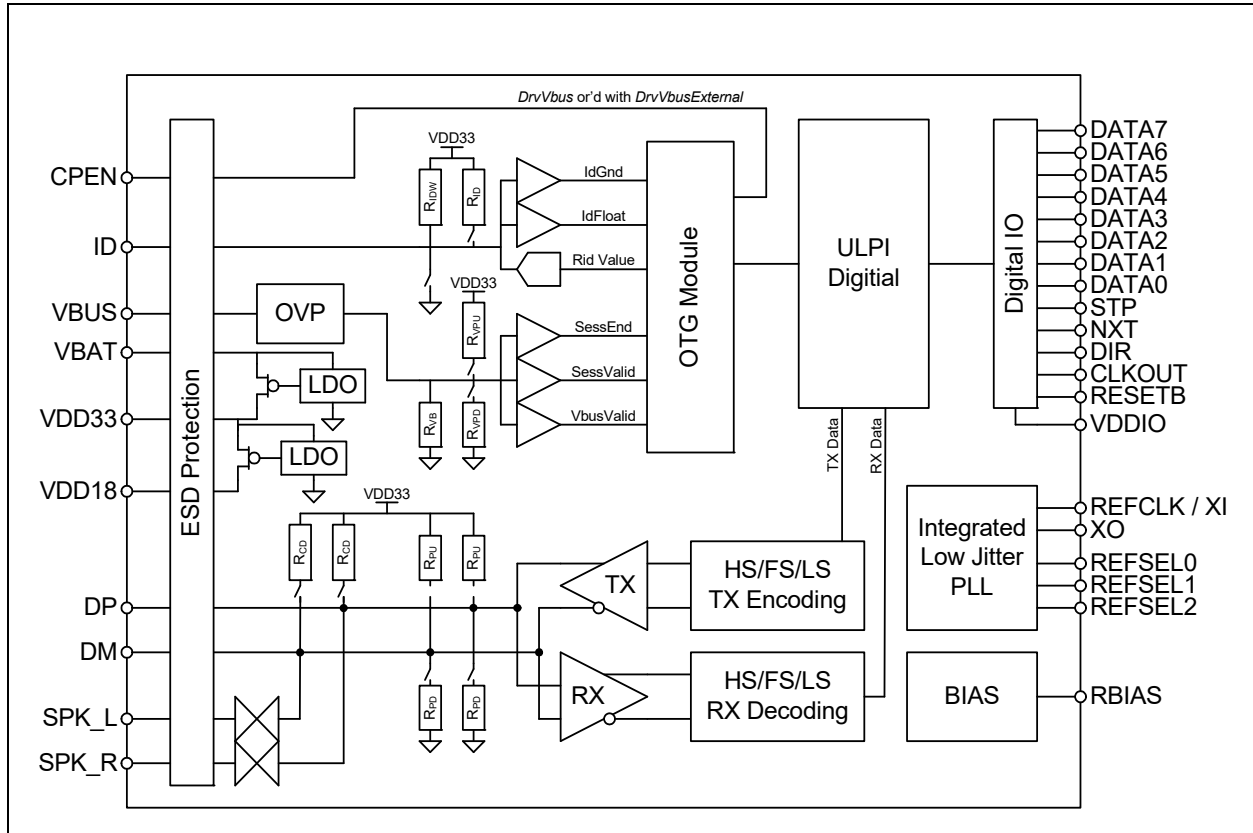 DrvVbus or'd with DrvVbusExternal
CPEN
ID
VBUS
VBAT
VDD33
VDD18
DP
DM
SPK_L
SPK_R
ESD Protection
VDD33
RIDW
RID
IdGnd
IdFloat
Rid Value
OVP
LDO
LDO
VDD33
RVPU
RVB
RVPD
SessEnd
SessValid
VbusValid
OTG Module
ULPI
Digitial
TX Data
RX Data
Digital IO
DATA7
DATA6
DATA5
DATA4
DATA3
DATA2
DATA1
DATA0
STP
NXT
DIR
CLKOUT
RESETB
VDDIO
VDD33
RCD
RCD
RPU
RPU
RPD
RPD
TX
HS/FS/LS
TX Encoding
RX
HS/FS/LS
RX Decoding
Integrated
Low Jitter
PLL
REFCLK / XI
XO
REFSEL0
REFSEL1
REFSEL2
BIAS
RBIAS